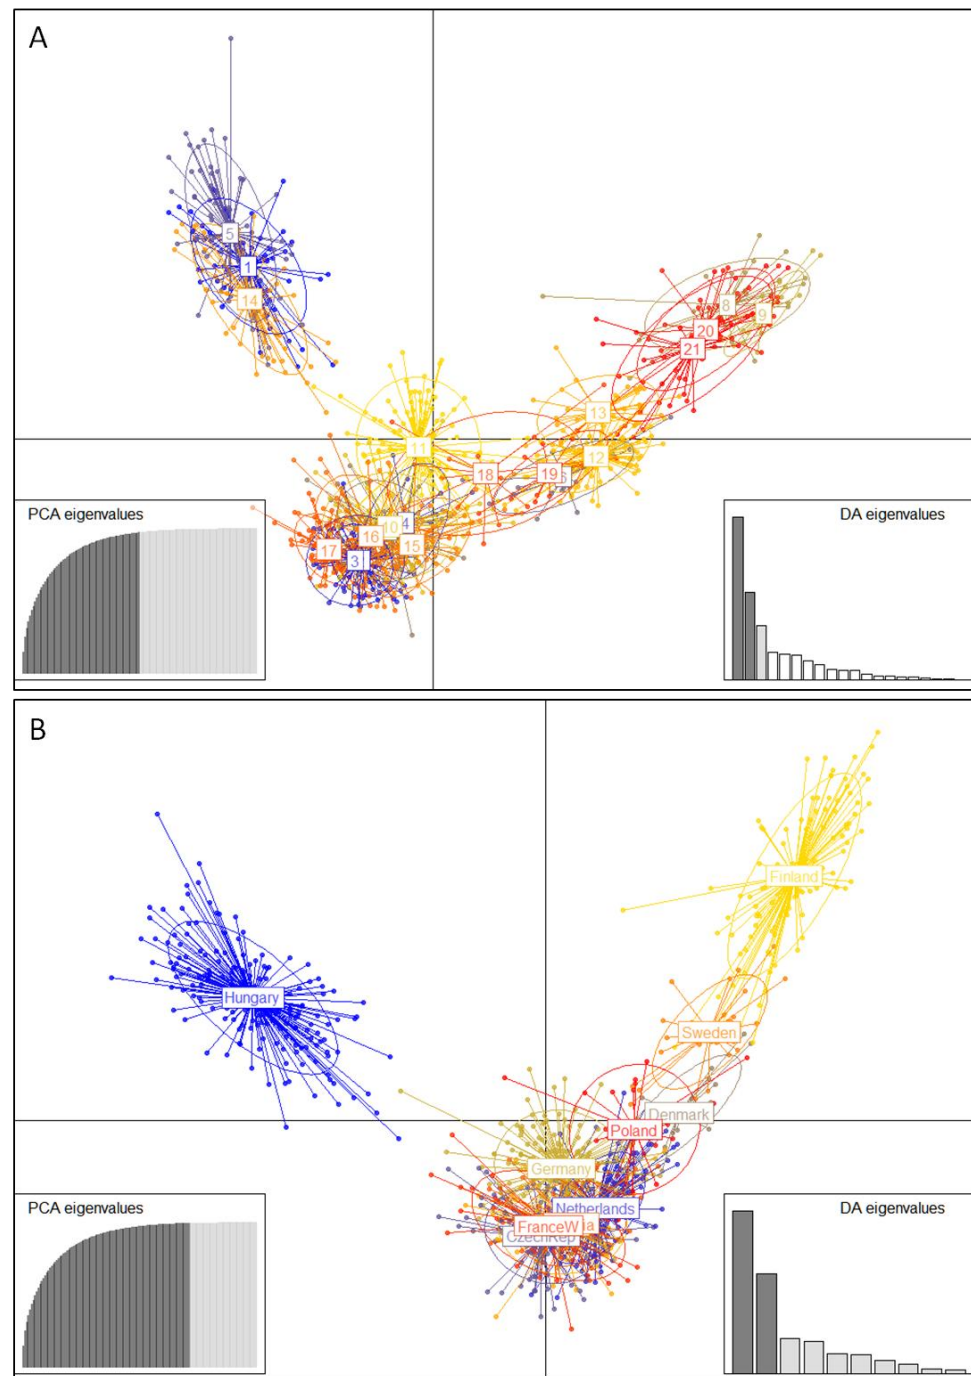 A
5
1
14
8
9
20
21
13
11
12
18
19
10
4
16
15
17
3
PCA eigenvalues
DA eigenvalues
B
Finland
Hungary
Sweden
Denmark
Poland
Germany
Netherlands
FranceW
CzechRep
PCA eigenvalues
DA eigenvalues